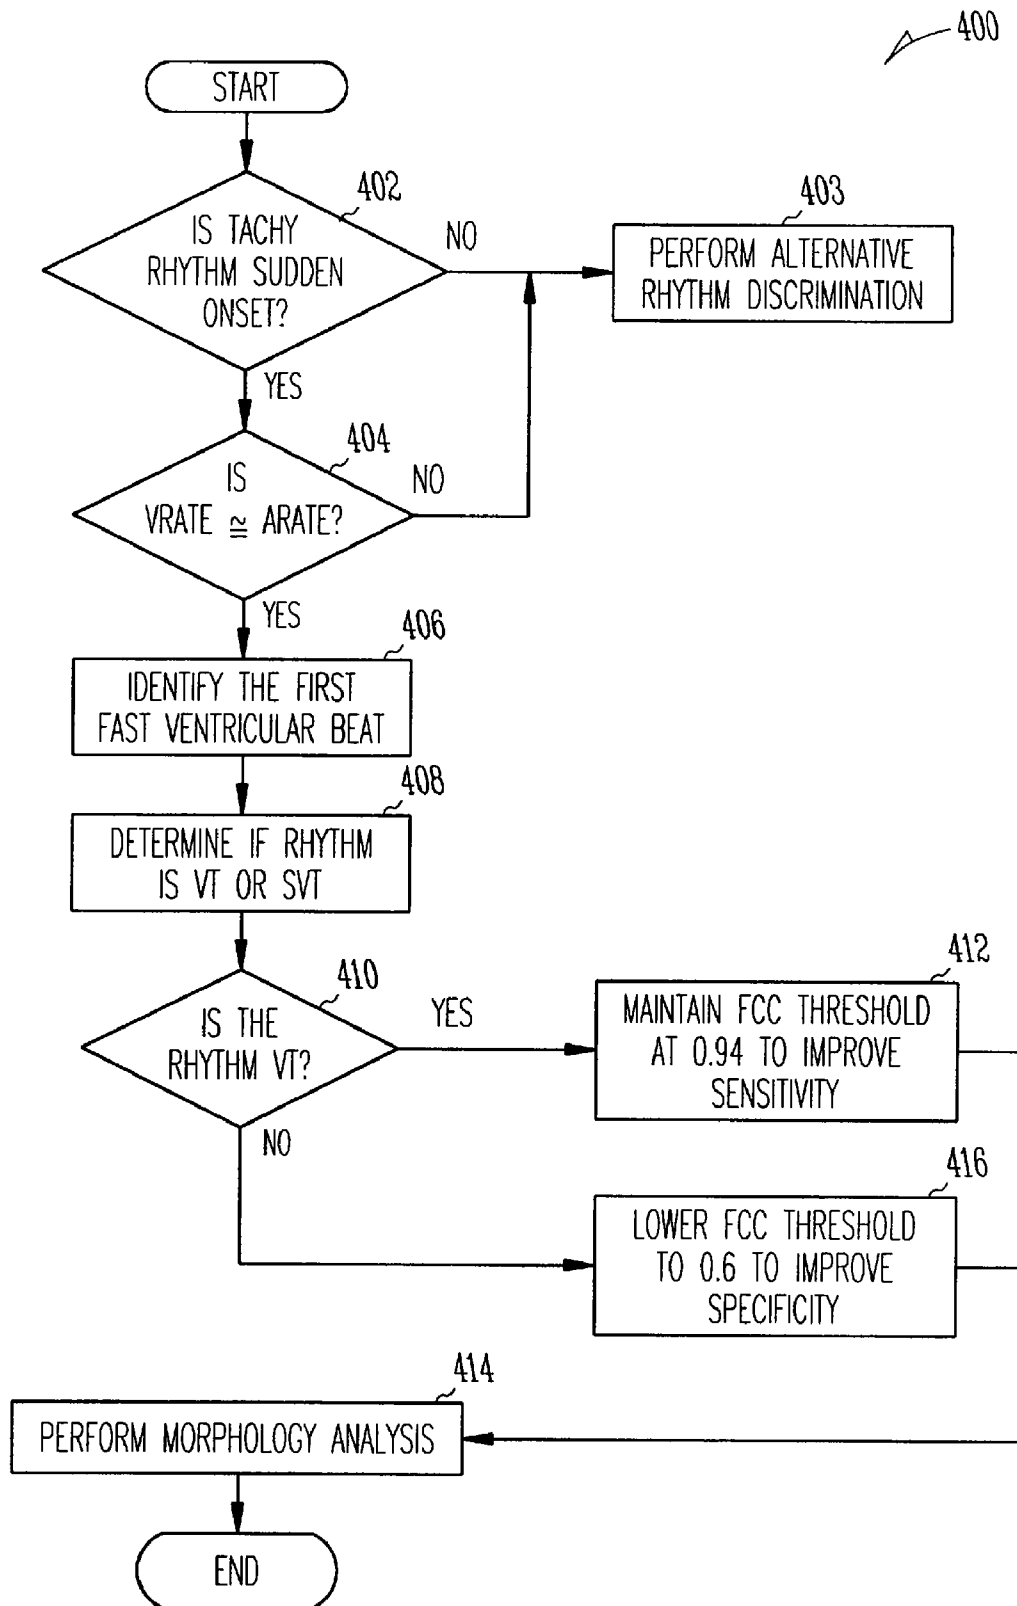 400
START
402
IS TACHY
RHYTHM SUDDEN
ONSET?
NO
403
PERFORM ALTERNATIVE
RHYTHM DISCRIMINATION
YES
404
IS
VRATE ≅ ARATE?
NO
YES
406
IDENTIFY THE FIRST
FAST VENTRICULAR BEAT
408
DETERMINE IF RHYTHM
IS VT OR SVT
410
IS THE
RHYTHM VT?
YES
412
MAINTAIN FCC THRESHOLD
AT 0.94 TO IMPROVE
SENSITIVITY
NO
416
LOWER FCC THRESHOLD
TO 0.6 TO IMPROVE
SPECIFICITY
414
PERFORM MORPHOLOGY ANALYSIS
END